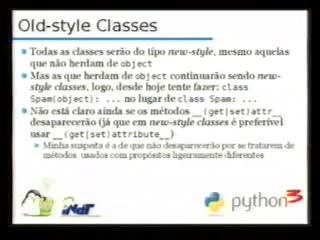 Old-style Classes
Todas as classes serão do tipo new-style, mesmo aquelas
que não herdam de object
Mas as que herdam de object continuarão sendo new-
style classes, logo, desde hoje tente fazer: class
Spam(object): ... no lugar de class Spam: ...
Não está claro ainda se os métodos __(get|set)attr__
desaparecerão (já que em new-style classes é preferível
usar __(get|set)attribute__)
Minha suspeita é a de que não desaparecerão por se tratarem de
métodos usados com propósitos ligeiramente diferentes
iNdT
python3